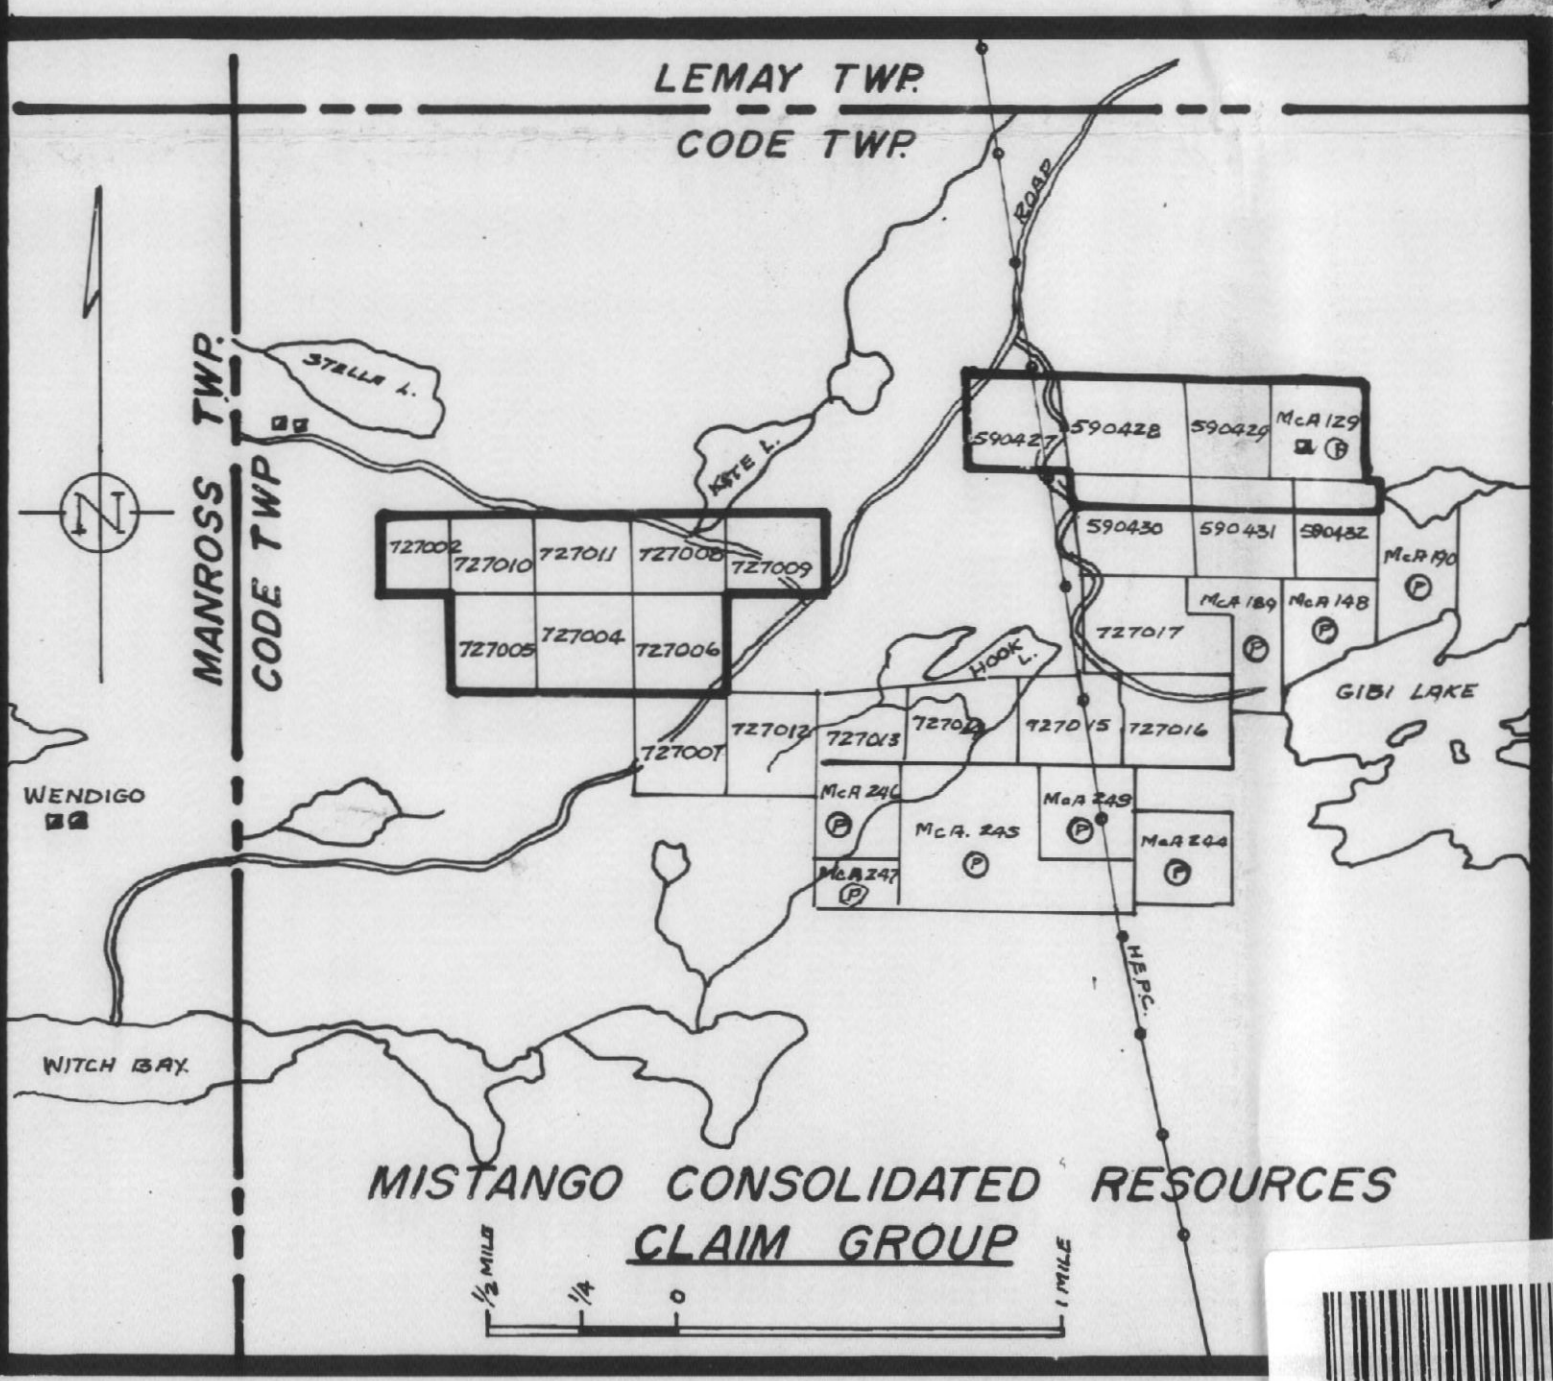 LEMAY TWP.
CODE TWP.
ROAD
MANROSS TWP.
CODE TWP
N
STELLA L.
KATE L.
590427
590428
590429
McA 129
P
727002
727010
727011
727008
727009
590430
590431
590432
McA 190
P
727005
727004
727006
727017
McA 189
P
McA 148
P
HOOK L.
GIBI LAKE
727007
727012
727013
727015
727016
WENDIGO
McA 246
P
McA. 245
P
McA 249
P
McA 244
P
McA 247
P
H.E.P.C.
WITCH BAY.
MISTANGO CONSOLIDATED RESOURCES
CLAIM GROUP
1/2 MILE
1/4
0
1 MILE